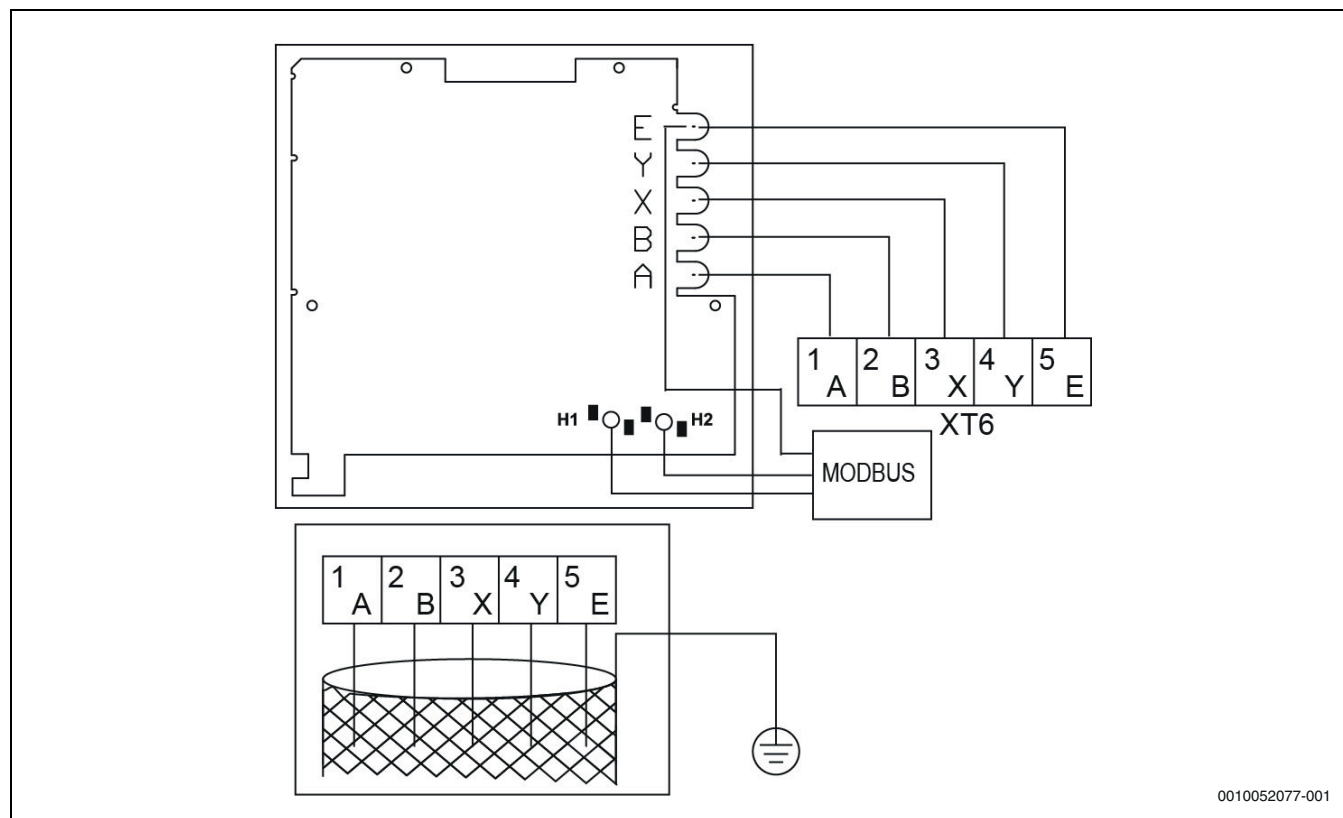 E
Y
X
B
A
1 2 3 4 5
A B X Y E
XT6
H1 H2
MODBUS
1 2 3 4 5
A B X Y E
0010052077-001